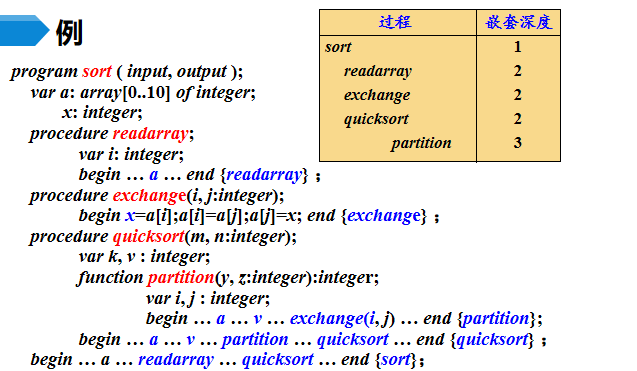 例
过程 嵌套深度
sort 1
readarray 2
exchange 2
quicksort 2
partition 3
program sort ( input, output );
var a: array[0..10] of integer;
x: integer;
procedure readarray;
var i: integer;
begin … a … end {readarray} ;
procedure exchange(i, j:integer);
begin x=a[i];a[i]=a[j];a[j]=x; end {exchange} ;
procedure quicksort(m, n:integer);
var k, v : integer;
function partition(y, z:integer):integer;
var i, j : integer;
begin … a … v … exchange(i, j) … end {partition};
begin … a … v … partition … quicksort … end {quicksort} ;
begin … a … readarray … quicksort … end {sort};